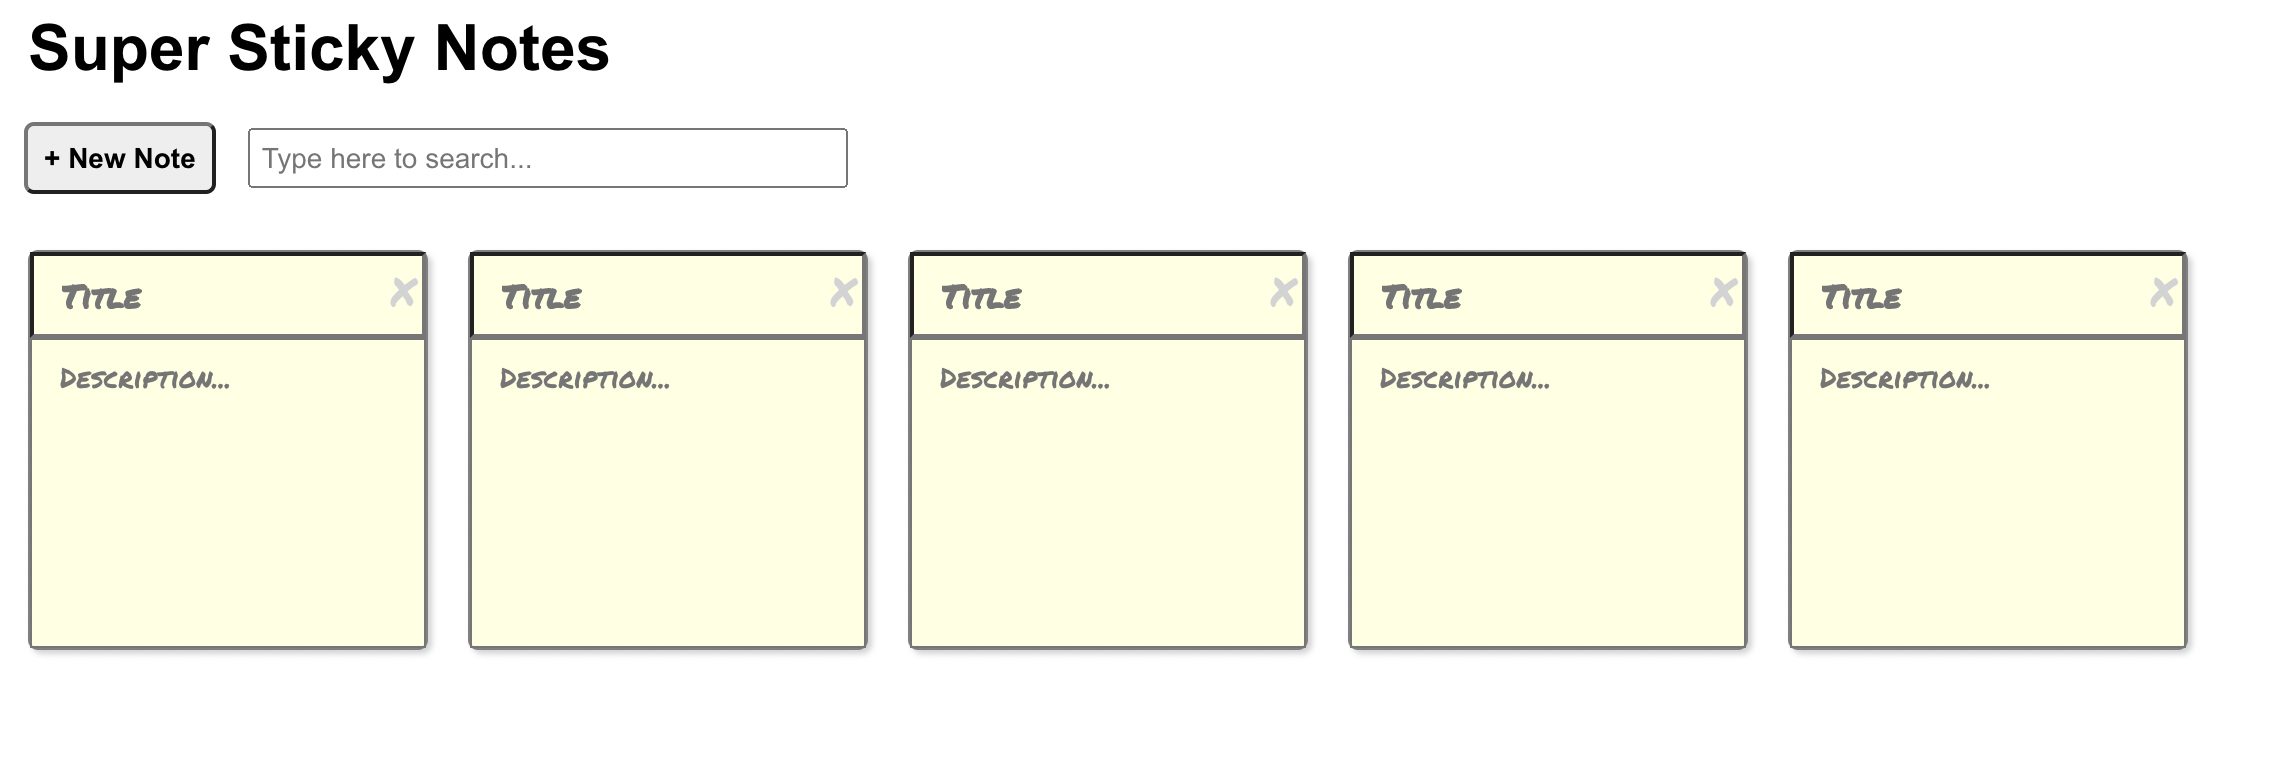 Super Sticky Notes
+ New Note
Type here to search...
Title ✘
Description...
Title ✘
Description...
Title ✘
Description...
Title ✘
Description...
Title ✘
Description...